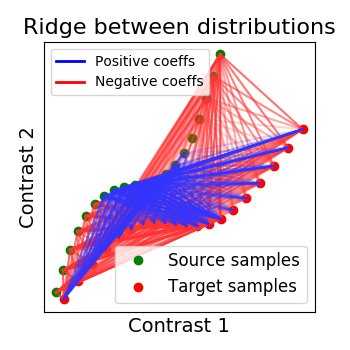 Ridge between distributions
Positive coeffs
Negative coeffs
Contrast 2
Source samples
Target samples
Contrast 1